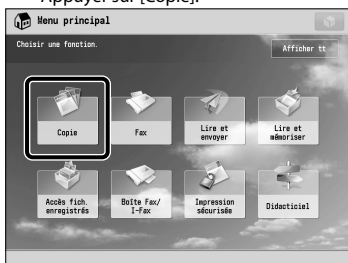 Appuyer sur [Copie].
Menu principal
Choisir une fonction.
Afficher tt
Copie
Fax
Lire et
envoyer
Lire et
mémoriser
Accès fich.
enregistrés
Boîte Fax/
I-Fax
Impression
sécurisée
Didacticiel